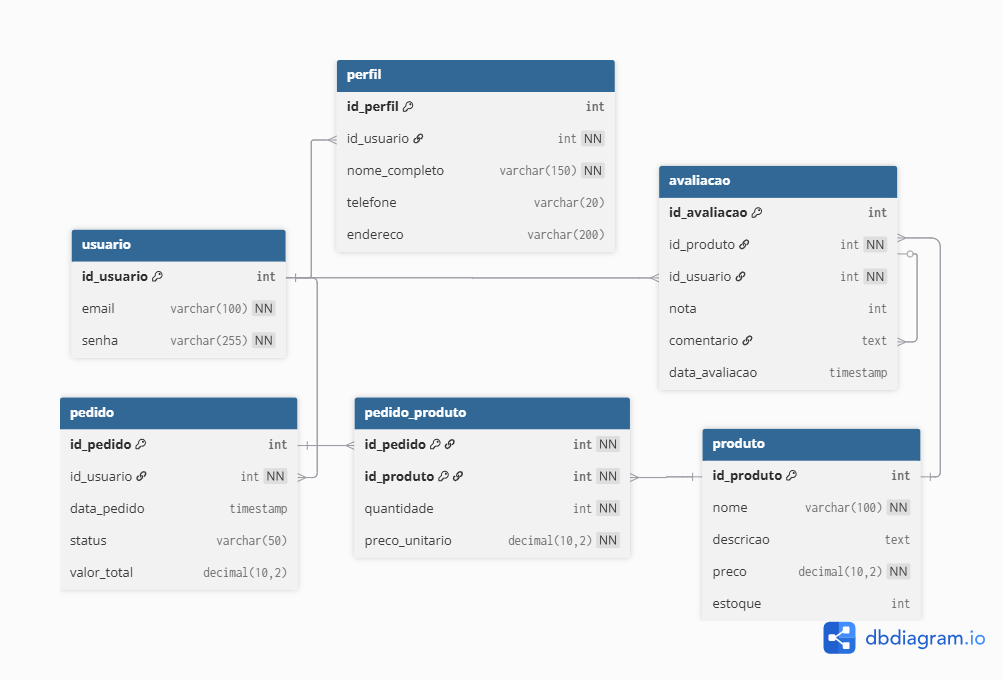 perfil
id_perfil int
id_usuario int NN
nome_completo varchar(150) NN
telefone varchar(20)
endereco varchar(200)
avaliacao
id_avaliacao int
id_produto int NN
id_usuario int NN
nota int
comentario text
data_avaliacao timestamp
usuario
id_usuario int
email varchar(100) NN
senha varchar(255) NN
pedido
id_pedido int
id_usuario int NN
data_pedido timestamp
status varchar(50)
valor_total decimal(10,2)
pedido_produto
id_pedido int NN
id_produto int NN
quantidade int NN
preco_unitario decimal(10,2) NN
produto
id_produto int
nome varchar(100) NN
descricao text
preco decimal(10,2) NN
estoque int
dbdiagram.io